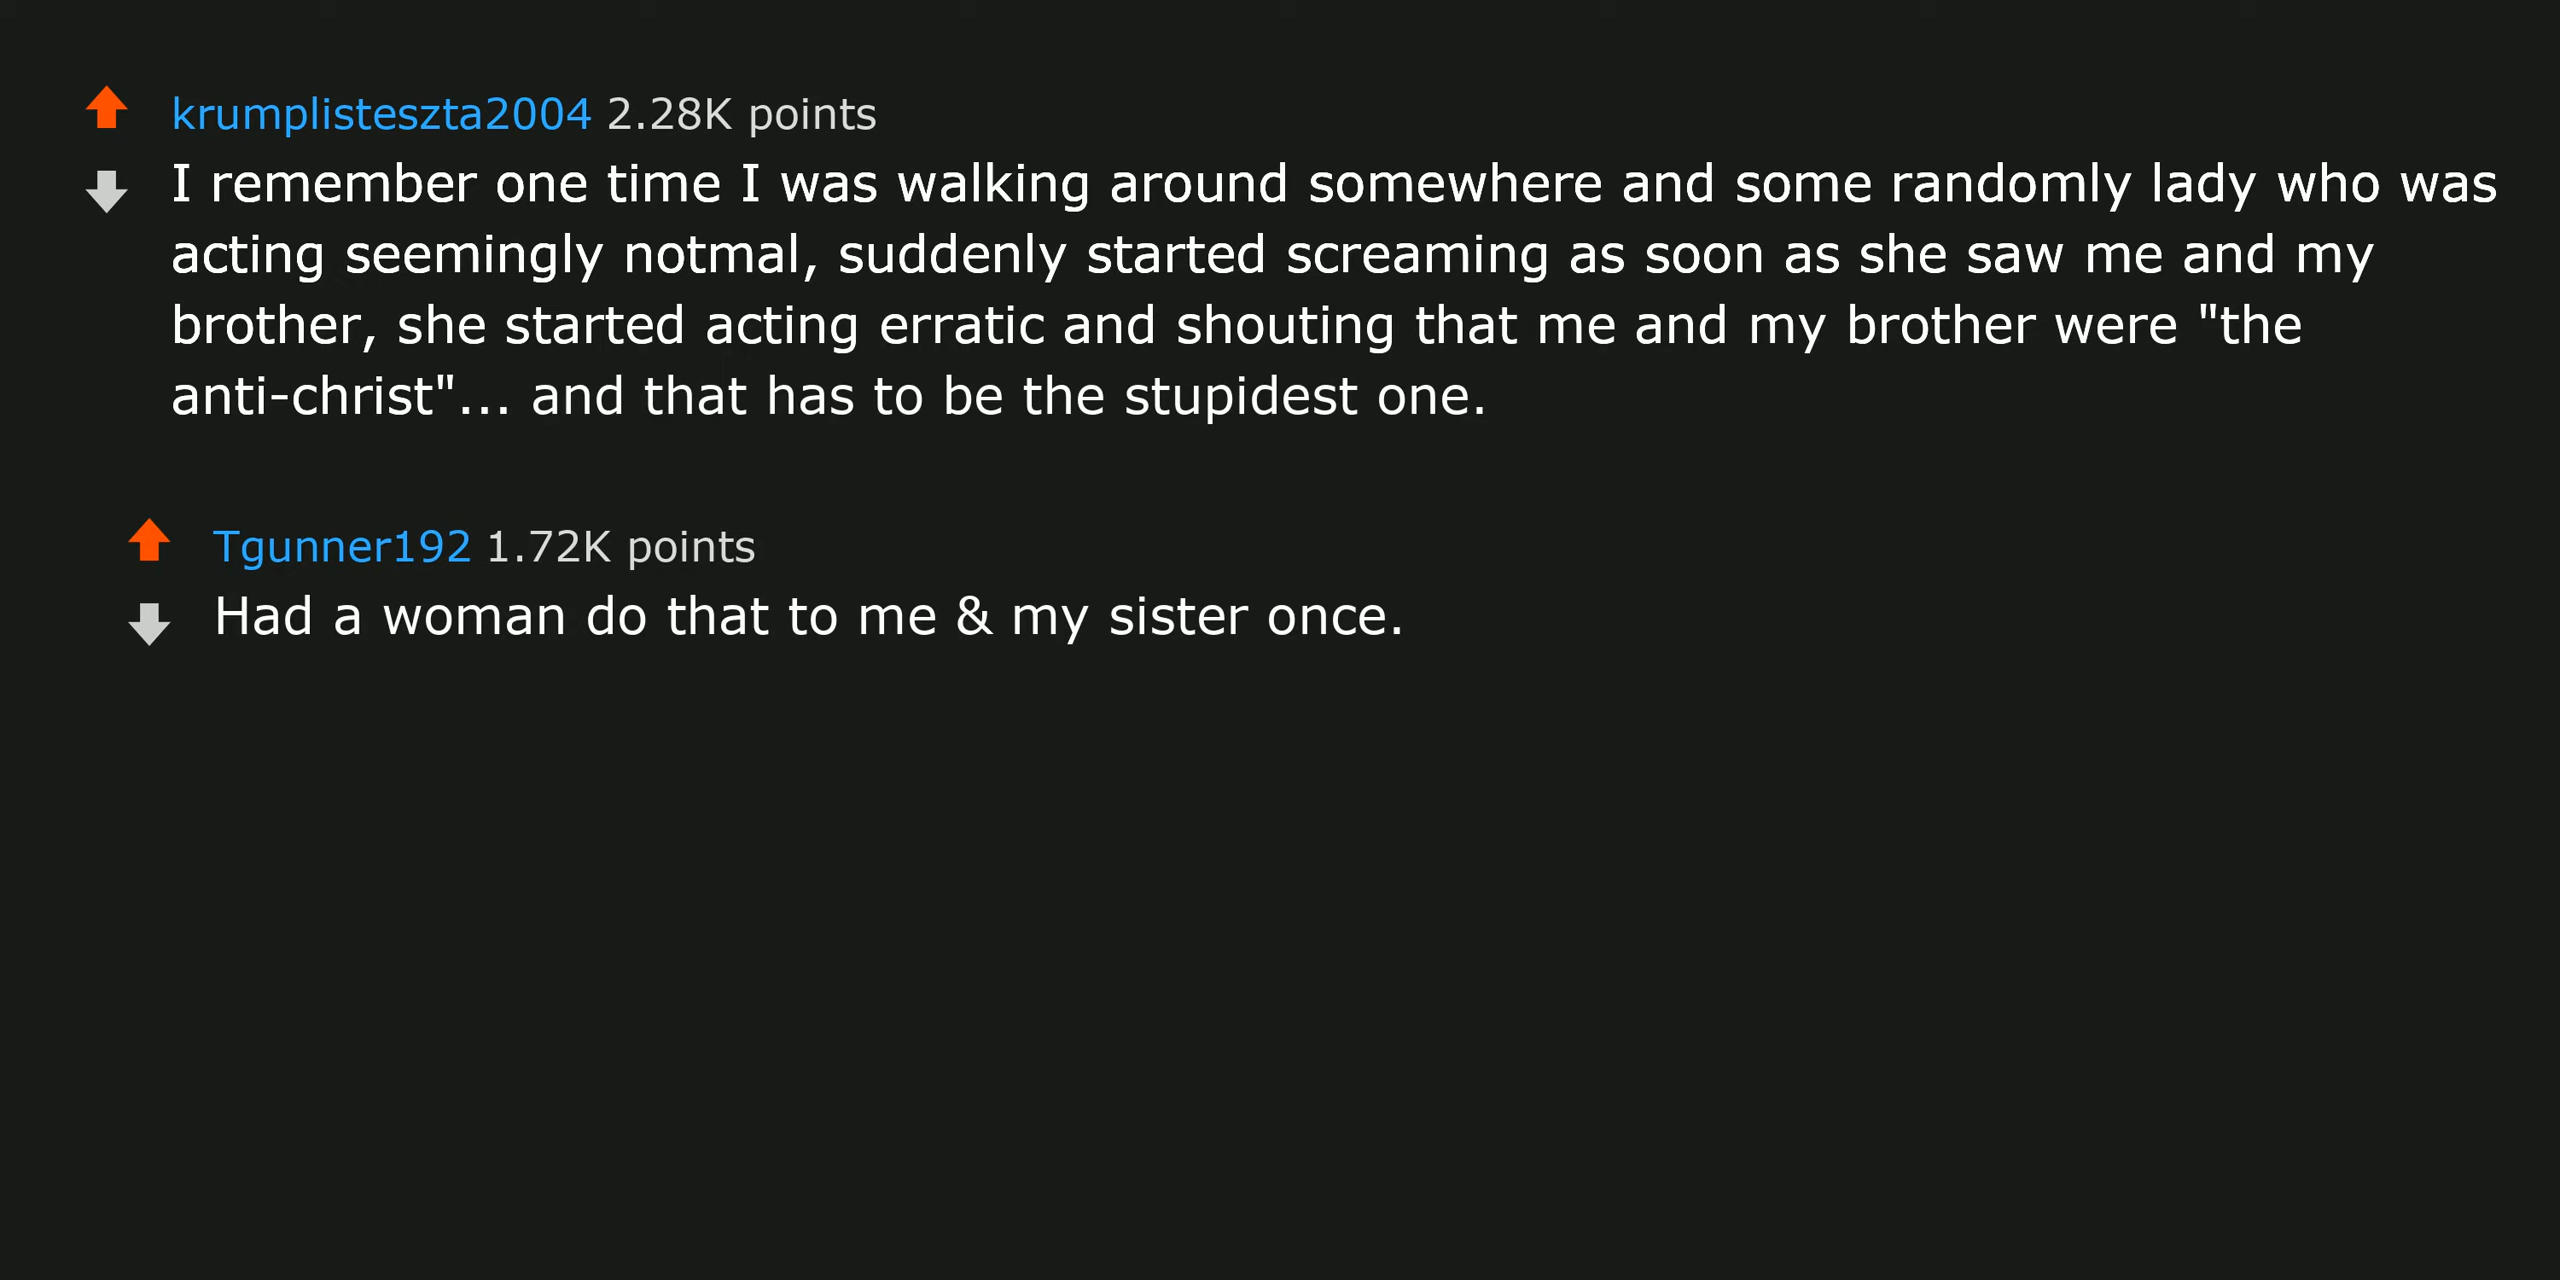 krumplisteszta2004 2.28K points
I remember one time I was walking around somewhere and some randomly lady who was
acting seemingly notmal, suddenly started screaming as soon as she saw me and my
brother, she started acting erratic and shouting that me and my brother were "the
anti-christ"... and that has to be the stupidest one.
Tgunner192 1.72K points
Had a woman do that to me & my sister once.